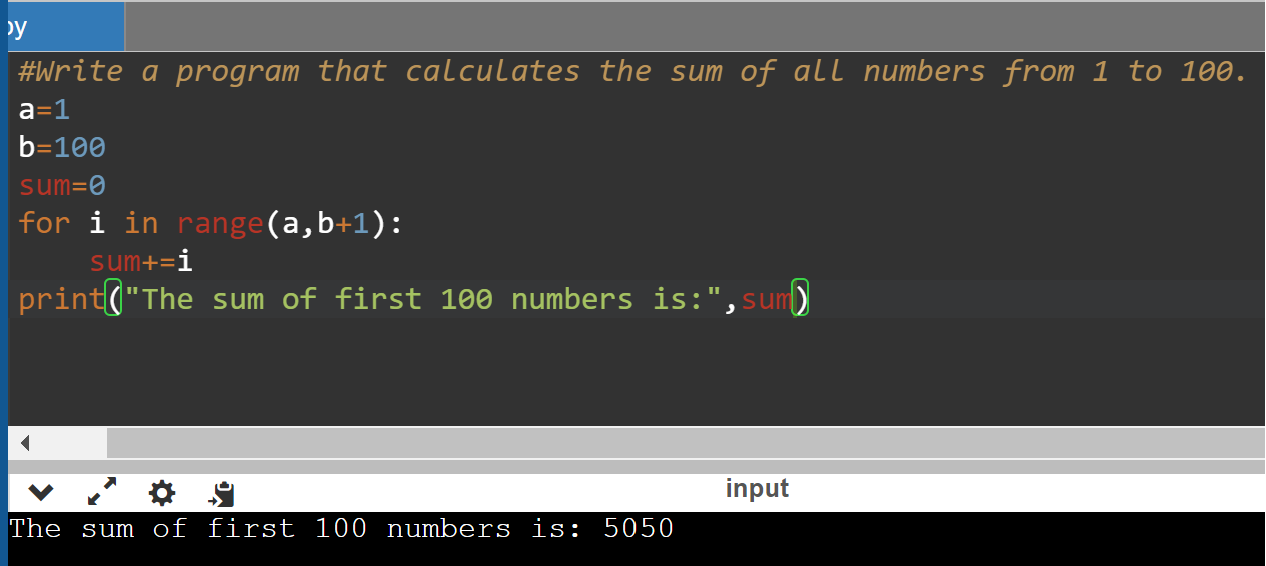 py
#Write a program that calculates the sum of all numbers from 1 to 100.
a=1
b=100
sum=0
for i in range(a,b+1):
    sum+=i
print("The sum of first 100 numbers is:",sum)
input
The sum of first 100 numbers is: 5050